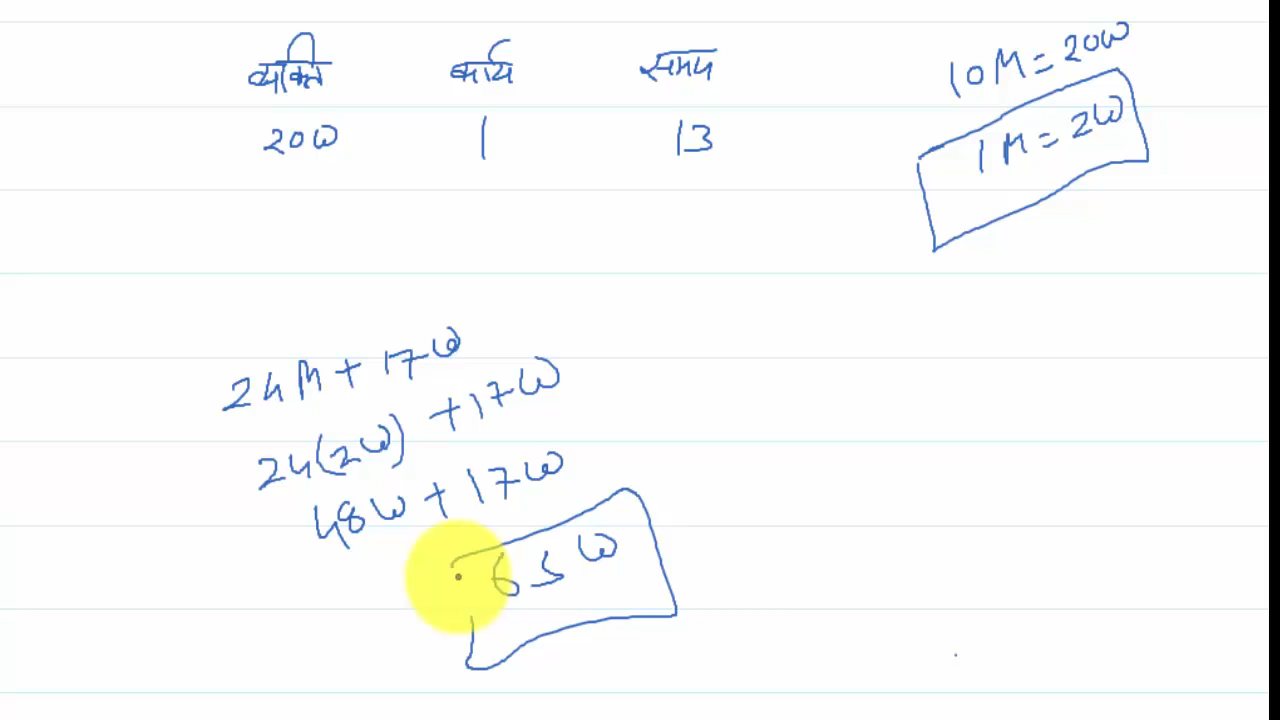 व्यक्ति कार्य समय
20W 1 13
10M = 20W
1M = 2W
24M + 17W
24(2W) + 17W
48W + 17W
65W